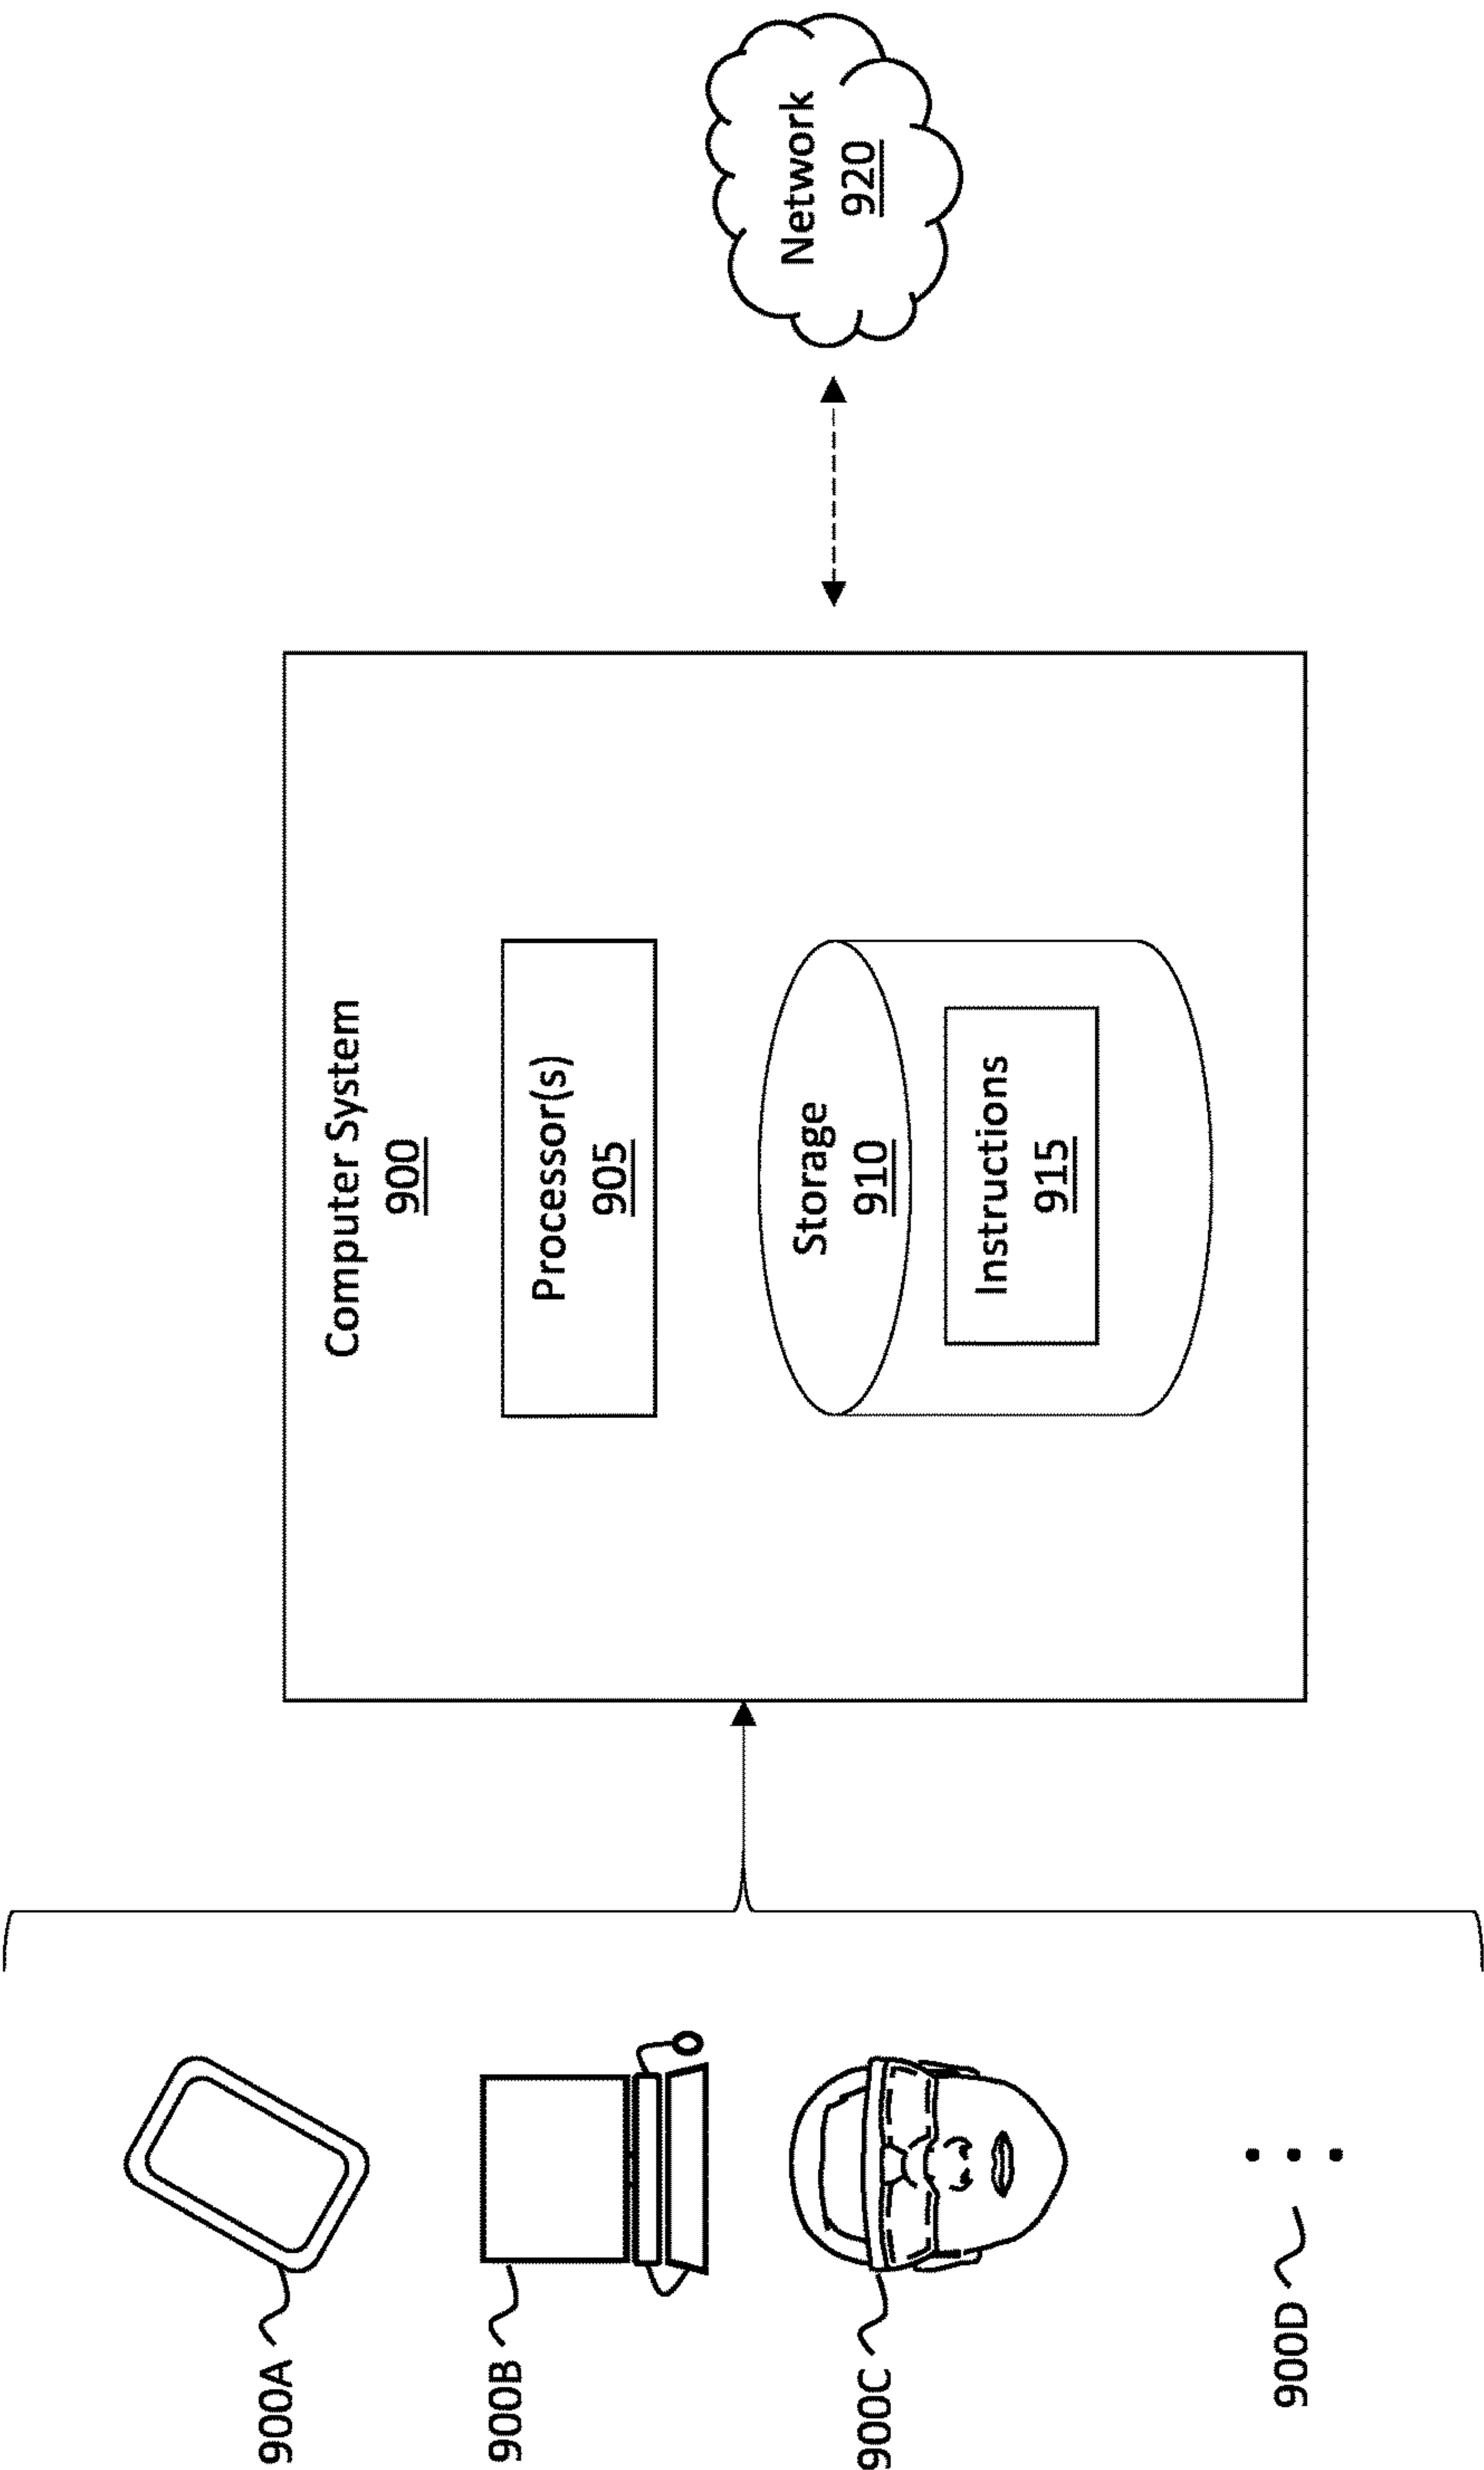 900A
900B
900C
900D
Computer System
900
Processor(s)
905
Storage
910
Instructions
915
Network
920